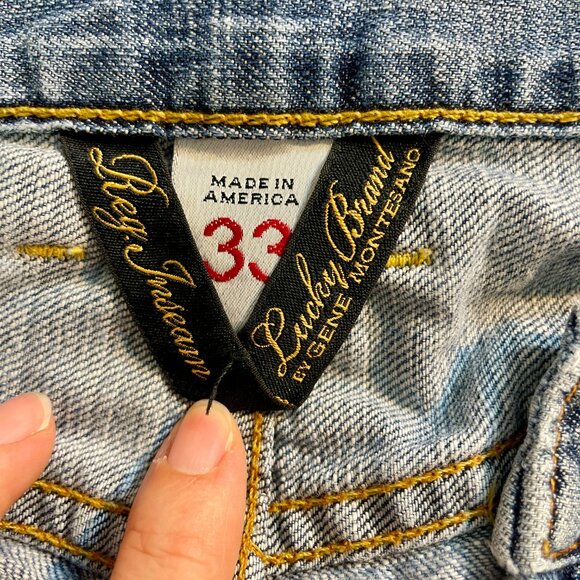 Reg Inseam
MADE IN
AMERICA
33
Lucky Brand
BY GENE MONTESANO